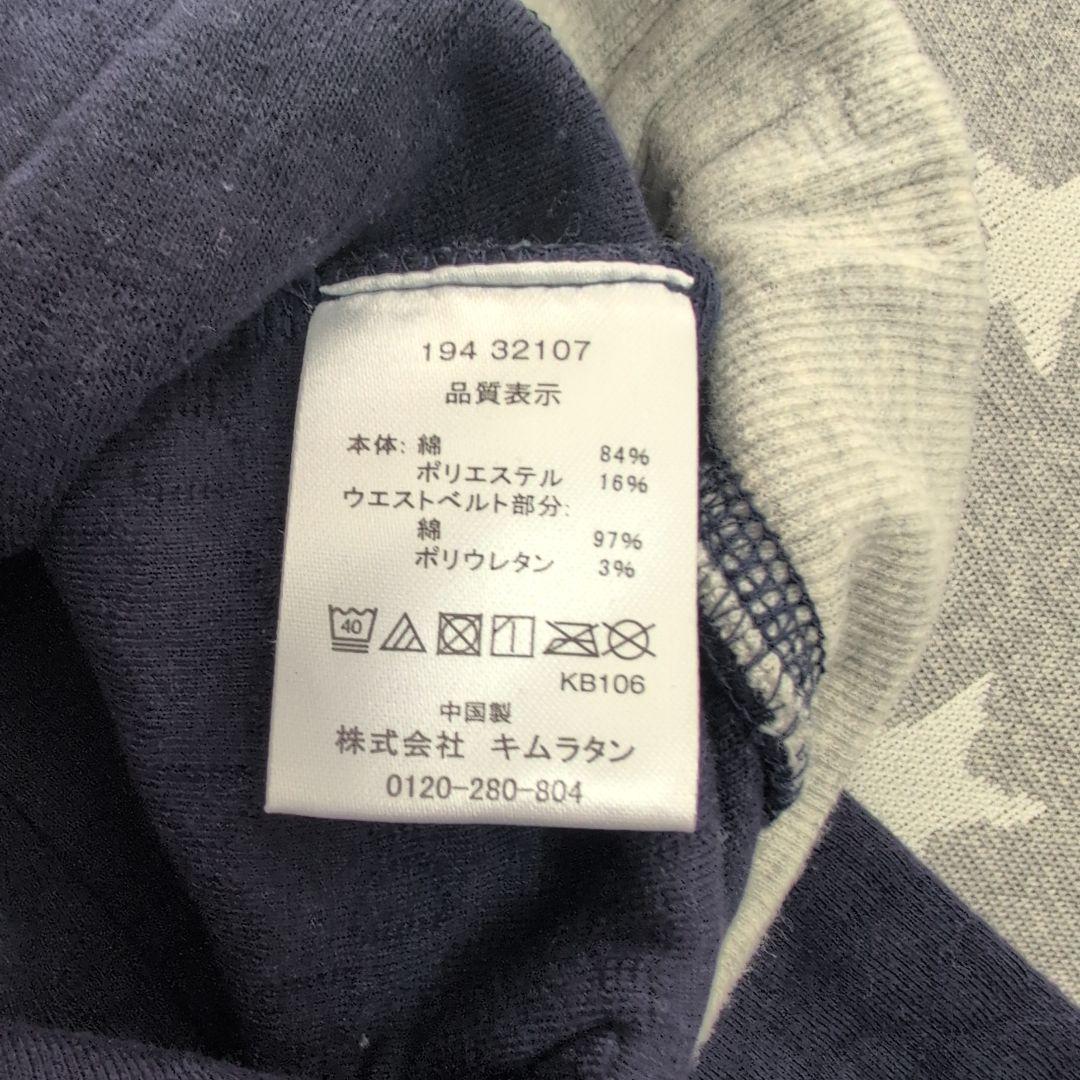 194 32107
品質表示
本体: 綿 84%
ポリエステル 16%
ウエストベルト部分:
綿 97%
ポリウレタン 3%
40
KB106
中国製
株式会社 キムラタン
0120-280-804